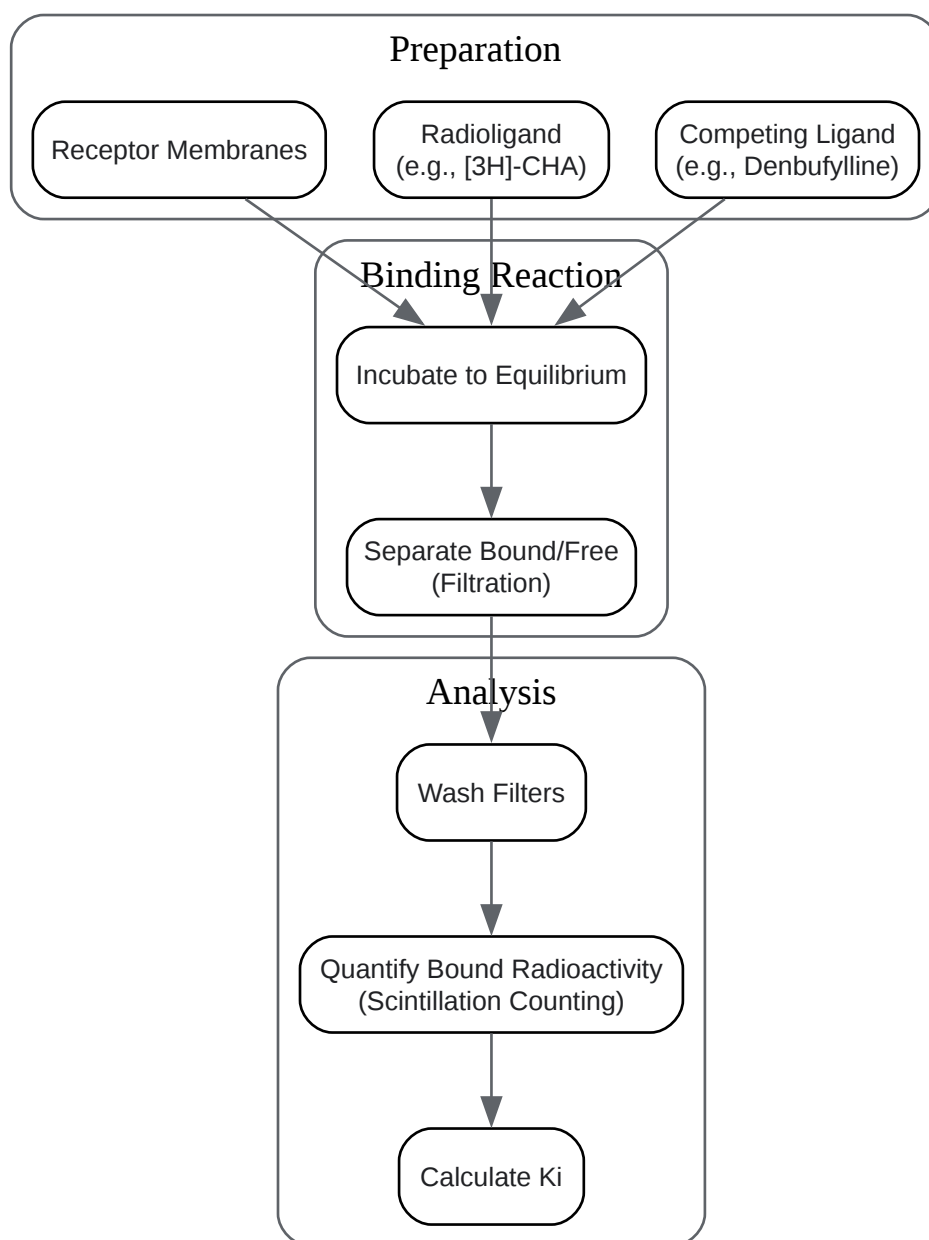 Preparation
Receptor Membranes
Radioligand
(e.g., [3H]-CHA)
Competing Ligand
(e.g., Denbufylline)
Binding Reaction
Incubate to Equilibrium
Separate Bound/Free
(Filtration)
Analysis
Wash Filters
Quantify Bound Radioactivity
(Scintillation Counting)
Calculate Ki